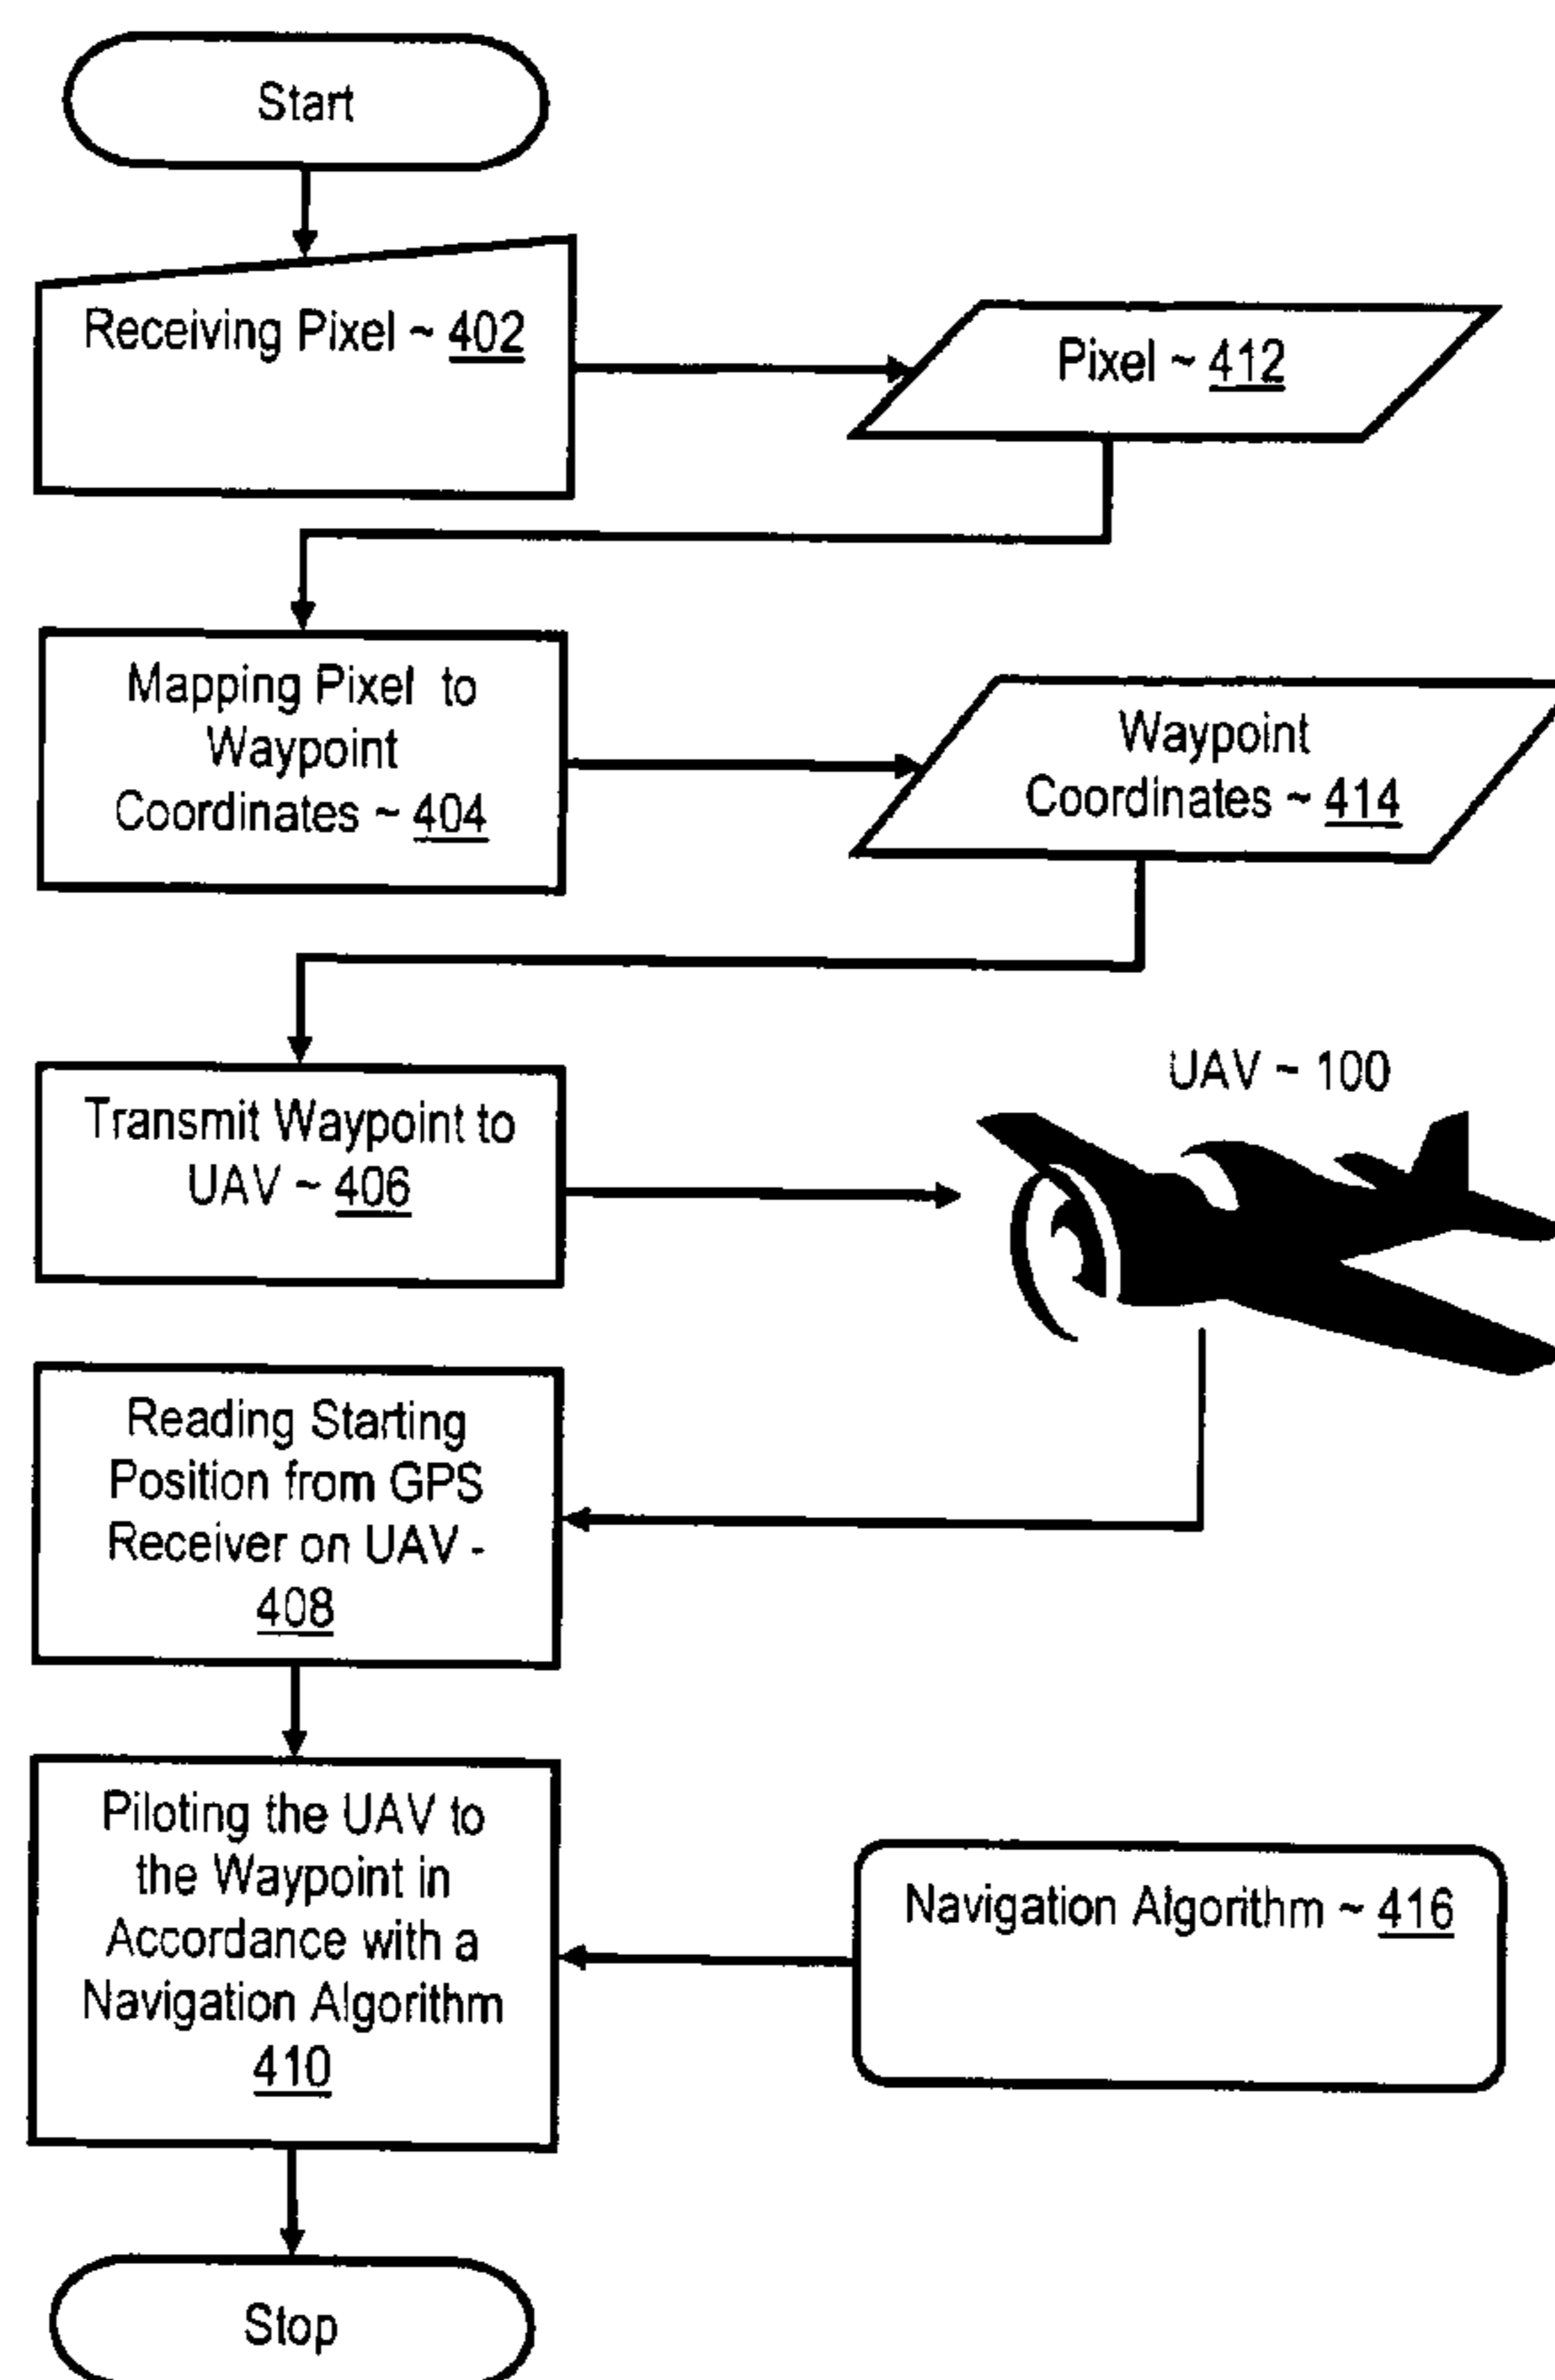 Start
Receiving Pixel ~ 402
Pixel ~ 412
Mapping Pixel to
Waypoint
Coordinates ~ 404
Waypoint
Coordinates ~ 414
Transmit Waypoint to
UAV ~ 406
UAV ~ 100
Reading Starting
Position from GPS
Receiver on UAV -
408
Piloting the UAV to
the Waypoint in
Accordance with a
Navigation Algorithm
410
Navigation Algorithm ~ 416
Stop